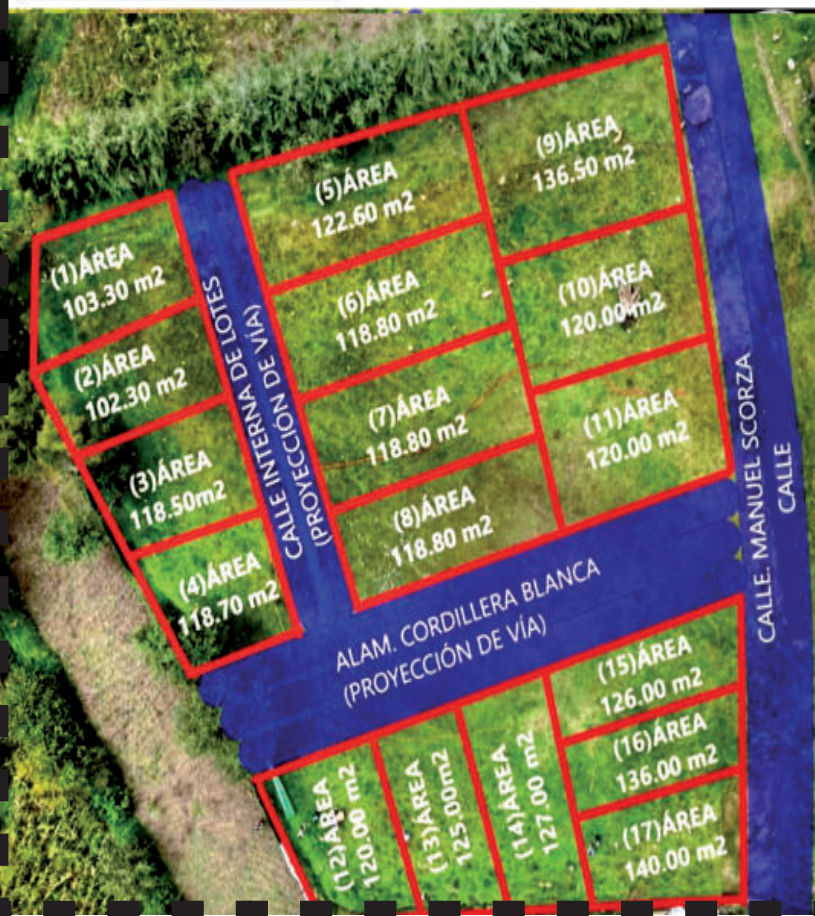 (1)ÁREA
103.30 m2
(2)ÁREA
102.30 m2
(3)ÁREA
118.50m2
(4)ÁREA
118.70 m2
CALLE INTERNA DE LOTES
(PROYECCIÓN DE VÍA)
(5)ÁREA
122.60 m2
(6)ÁREA
118.80 m2
(7)ÁREA
118.80 m2
(8)ÁREA
118.80 m2
(9)ÁREA
136.50 m2
(10)ÁREA
120.00 m2
(11)ÁREA
120.00 m2
CALLE. MANUEL SCORZA
CALLE
ALAM. CORDILLERA BLANCA
(PROYECCIÓN DE VÍA)
(12)ÁREA
120.00 m2
(13)ÁREA
125.00m2
(14)ÁREA
127.00 m2
(15)ÁREA
126.00 m2
(16)ÁREA
136.00 m2
(17)ÁREA
140.00 m2